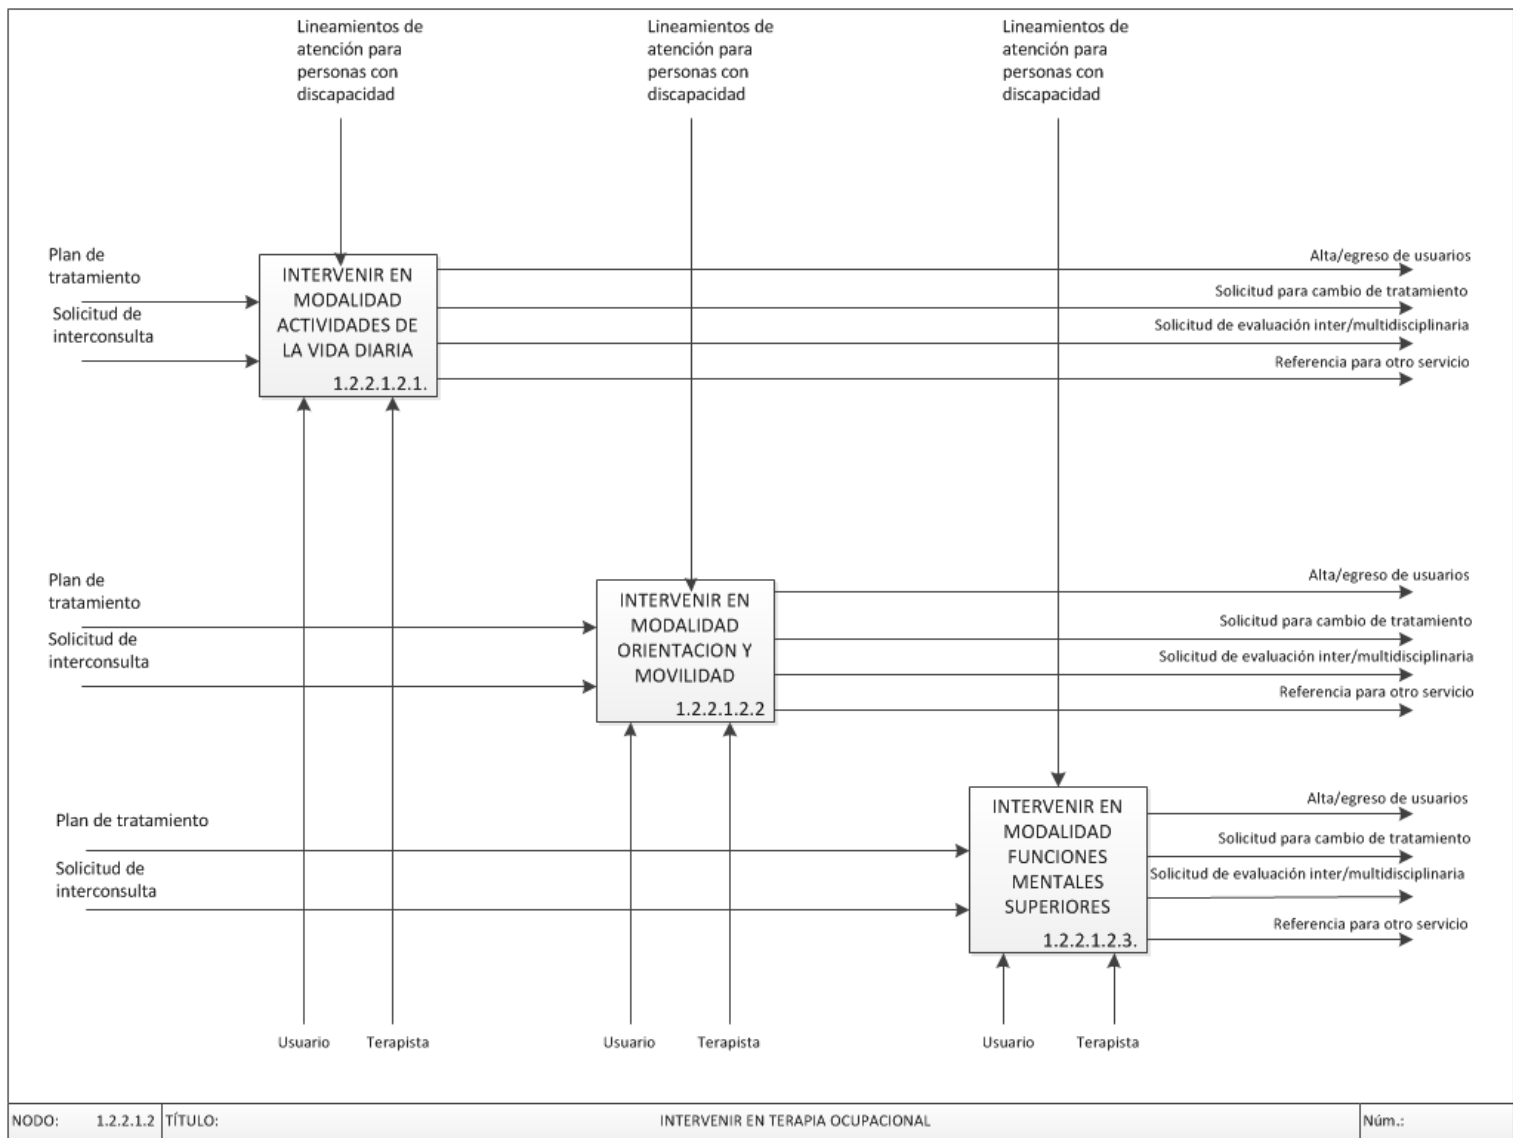 Lineamientos de
atención para
personas con
discapacidad
Lineamientos de
atención para
personas con
discapacidad
Lineamientos de
atención para
personas con
discapacidad
Plan de
tratamiento
Solicitud de
interconsulta
INTERVENIR EN
MODALIDAD
ACTIVIDADES DE
LA VIDA DIARIA
1.2.2.1.2.1.
Alta/egreso de usuarios
Solicitud para cambio de tratamiento
Solicitud de evaluación inter/multidisciplinaria
Referencia para otro servicio
Plan de
tratamiento
Solicitud de
interconsulta
INTERVENIR EN
MODALIDAD
ORIENTACION Y
MOVILIDAD
1.2.2.1.2.2
Alta/egreso de usuarios
Solicitud para cambio de tratamiento
Solicitud de evaluación inter/multidisciplinaria
Referencia para otro servicio
Plan de tratamiento
Solicitud de
interconsulta
INTERVENIR EN
MODALIDAD
FUNCIONES
MENTALES
SUPERIORES
1.2.2.1.2.3.
Alta/egreso de usuarios
Solicitud para cambio de tratamiento
Solicitud de evaluación inter/multidisciplinaria
Referencia para otro servicio
Usuario
Terapista
Usuario
Terapista
Usuario
Terapista
NODO: 1.2.2.1.2 TÍTULO: INTERVENIR EN TERAPIA OCUPACIONAL Núm.: